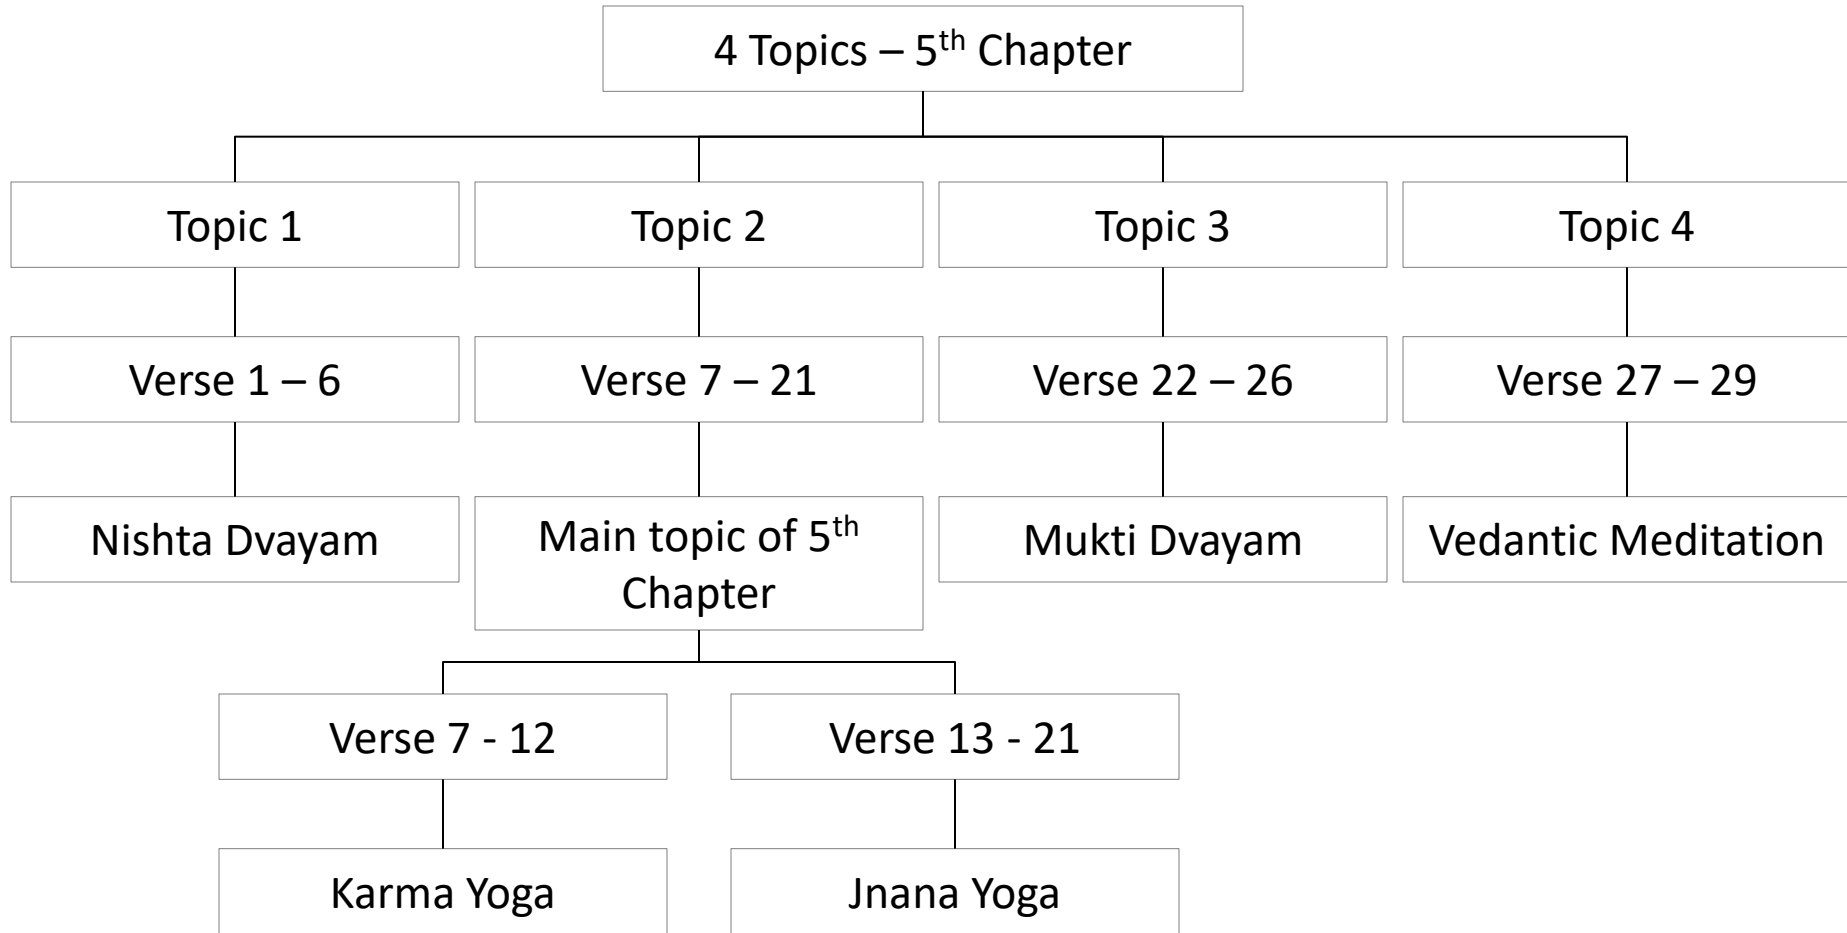 4 Topics – 5th Chapter
Topic 1
Topic 2
Topic 3
Topic 4
Verse 1 – 6
Verse 7 – 21
Verse 22 – 26
Verse 27 – 29
Nishta Dvayam
Main topic of 5th
Chapter
Mukti Dvayam
Vedantic Meditation
Verse 7 - 12
Verse 13 - 21
Karma Yoga
Jnana Yoga